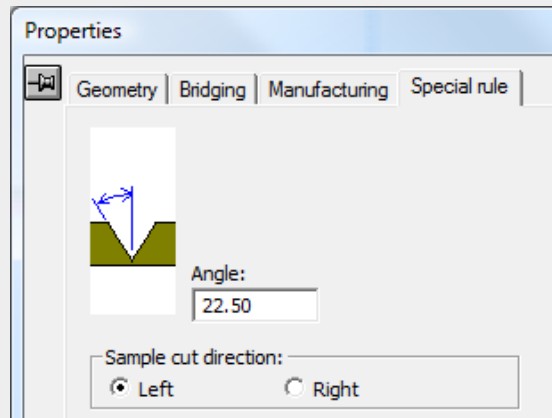 Properties
Geometry Bridging Manufacturing Special rule
Angle:
22.50
Sample cut direction:
Left Right